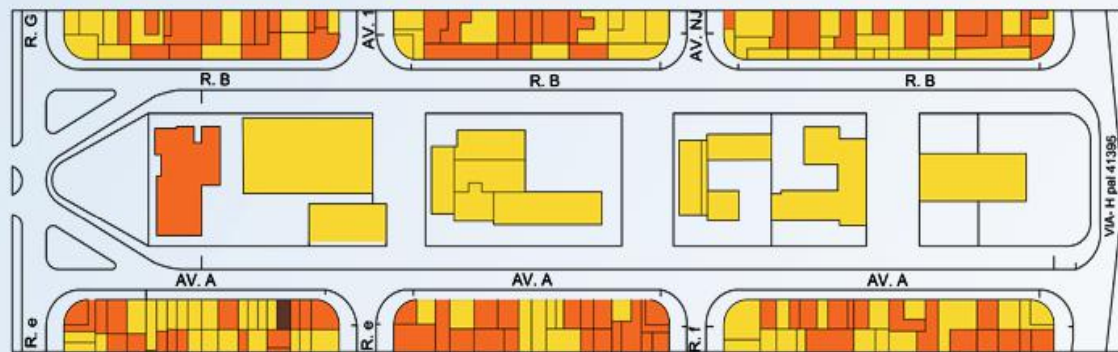 R. G
AV. 1
AV. NJ
R. B
R. B
R. B
VIA- H pal 41395
AV. A
AV. A
AV. A
R. e
R. e
R. f